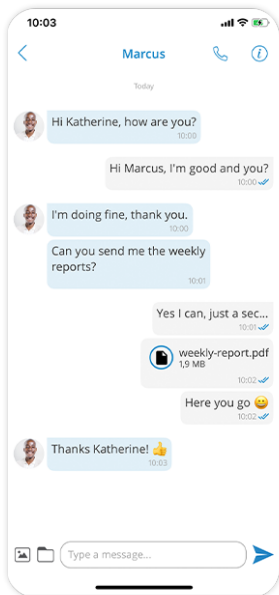 10:03
Marcus
Today
Hi Katherine, how are you?
10:00
Hi Marcus, I'm good and you?
10:00
I'm doing fine, thank you.
10:00
Can you send me the weekly
reports?
10:01
Yes I can, just a sec...
10:01
weekly-report.pdf
1,9 MB
10:02
Here you go 😀
10:02
Thanks Katherine! 👍
10:03
Type a message...